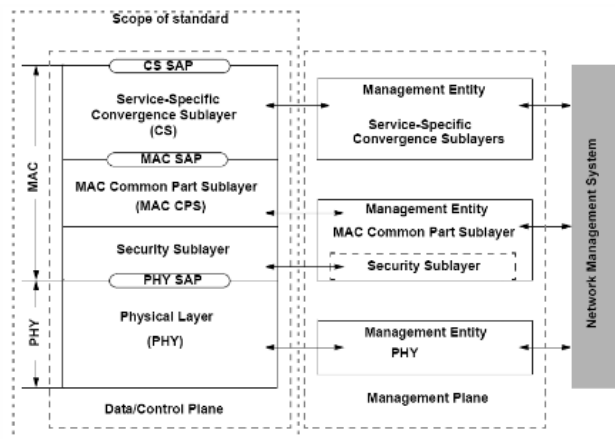 Scope of standard
CS SAP
Service-Specific
Convergence Sublayer
(CS)
MAC SAP
MAC Common Part Sublayer
(MAC CPS)
Security Sublayer
PHY SAP
Physical Layer
(PHY)
Data/Control Plane
MAC
PHY
Management Entity
Service-Specific
Convergence Sublayers
Management Entity
MAC Common Part Sublayer
Security Sublayer
Management Entity
PHY
Management Plane
Network Management System